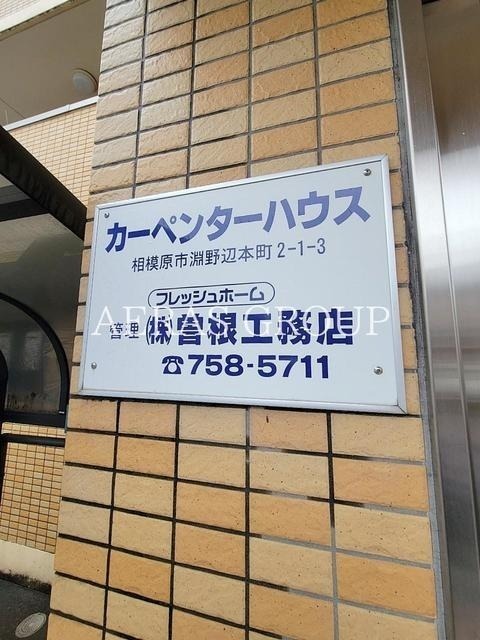 カーペンターハウス
相模原市淵野辺本町2-1-3
フレッシュホーム
管理 ㈱曽根工務店
☎758-5711
AFRAS GROUP